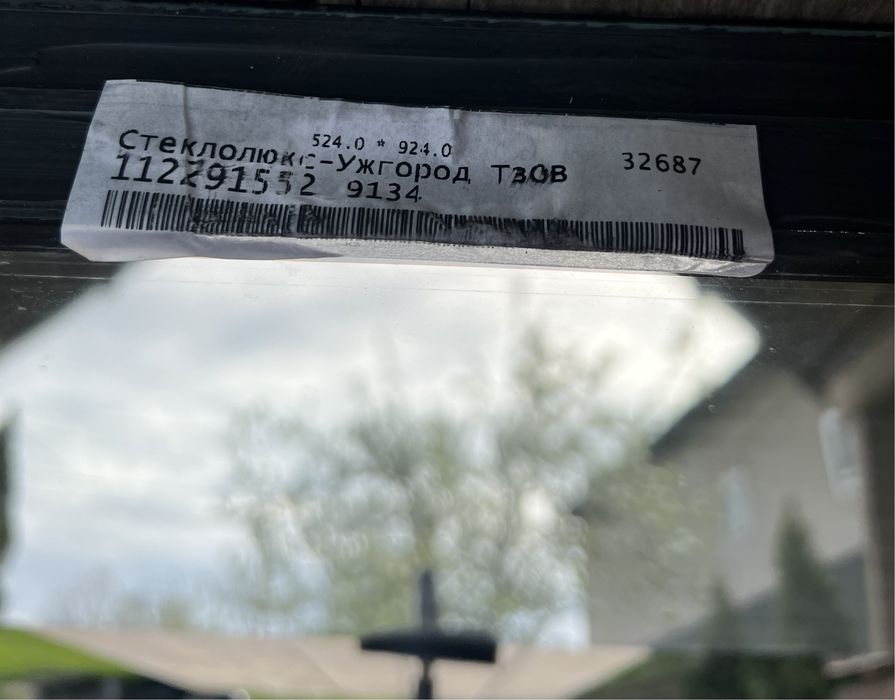 524.0 * 924.0
Стеклолюкс-Ужгород ТзОВ 32687
112291552 9134